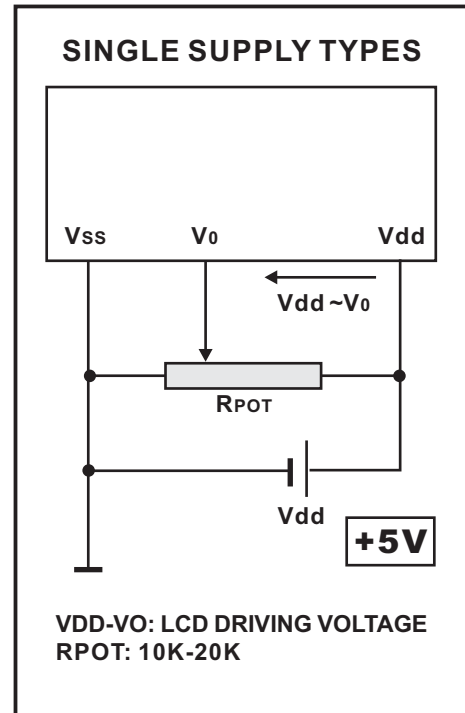 SINGLE SUPPLY TYPES
VSS V0 Vdd
Vdd ~V0
RPOT
Vdd
+5V
VDD-VO: LCD DRIVING VOLTAGE
RPOT: 10K-20K